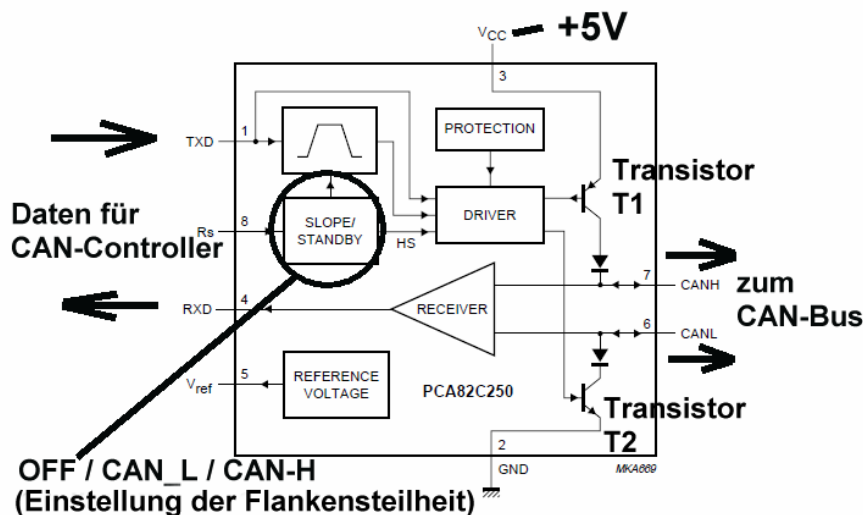 VCC
+5V
3
PROTECTION
TXD
1
Transistor
T1
DRIVER
Daten für
CAN-Controller
Rs
8
SLOPE/
STANDBY
HS
7
CANH
zum
CAN-Bus
RXD
4
RECEIVER
6
CANL
Vref
5
REFERENCE
VOLTAGE
PCA82C250
Transistor
T2
2
GND
MKA669
OFF / CAN_L / CAN-H
(Einstellung der Flankensteilheit)